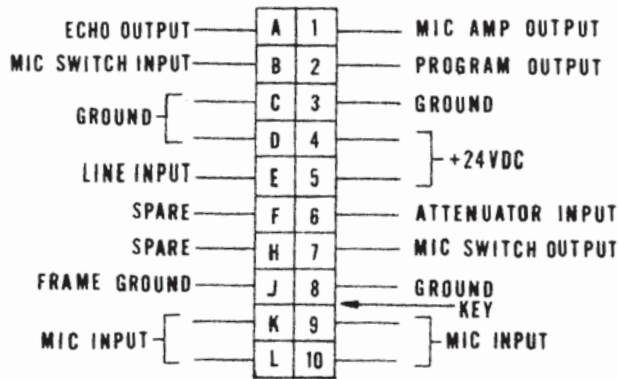 ECHO OUTPUT A 1 MIC AMP OUTPUT
MIC SWITCH INPUT B 2 PROGRAM OUTPUT
GROUND C 3 GROUND
D 4 +24VDC
LINE INPUT E 5
SPARE F 6 ATTENUATOR INPUT
SPARE H 7 MIC SWITCH OUTPUT
FRAME GROUND J 8 GROUND
KEY
MIC INPUT K 9 MIC INPUT
L 10